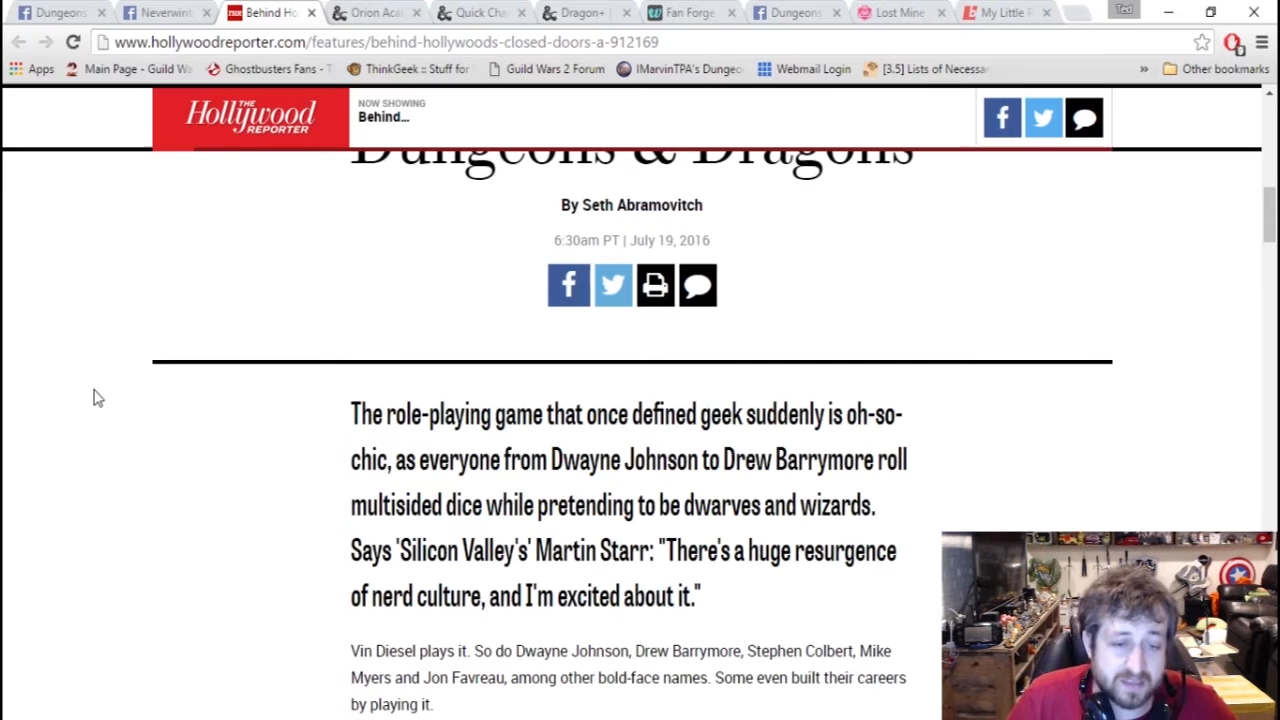 Dungeons
Neverwint
Behind Ho
Orion Aca
Quick Cha
Dragon+ |
Fan Forge
Dungeons
Lost Mine
My Little P
Ted
www.hollywoodreporter.com/features/behind-hollywoods-closed-doors-a-912169
Apps
Main Page - Guild Wa
Ghostbusters Fans - T
ThinkGeek :: Stuff for
Guild Wars 2 Forum
IMarvinTPA's Dungeo
Webmail Login
[3.5] Lists of Necessa
»
Other bookmarks
THE
Hollywood
REPORTER
NOW SHOWING
Behind...
Dungeons & Dragons
By Seth Abramovitch
6:30am PT | July 19, 2016
The role-playing game that once defined geek suddenly is oh-so-
chic, as everyone from Dwayne Johnson to Drew Barrymore roll
multisided dice while pretending to be dwarves and wizards.
Says 'Silicon Valley's' Martin Starr: "There's a huge resurgence
of nerd culture, and I'm excited about it."
Vin Diesel plays it. So do Dwayne Johnson, Drew Barrymore, Stephen Colbert, Mike
Myers and Jon Favreau, among other bold-face names. Some even built their careers
by playing it.